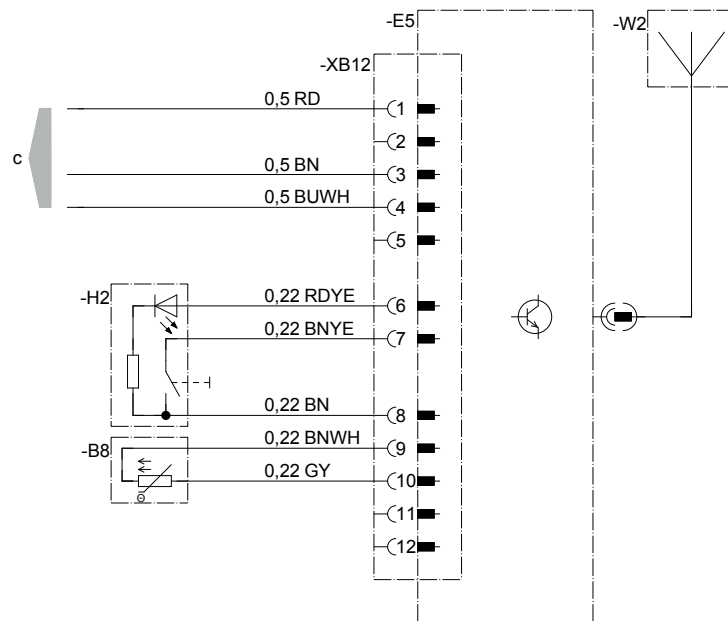 -E5
-W2
-XB12
0,5 RD
1
2
c
0,5 BN
3
0,5 BUWH
4
5
-H2
0,22 RDYE
6
0,22 BNYE
7
0,22 BN
8
-B8
0,22 BNWH
9
0,22 GY
10
11
12